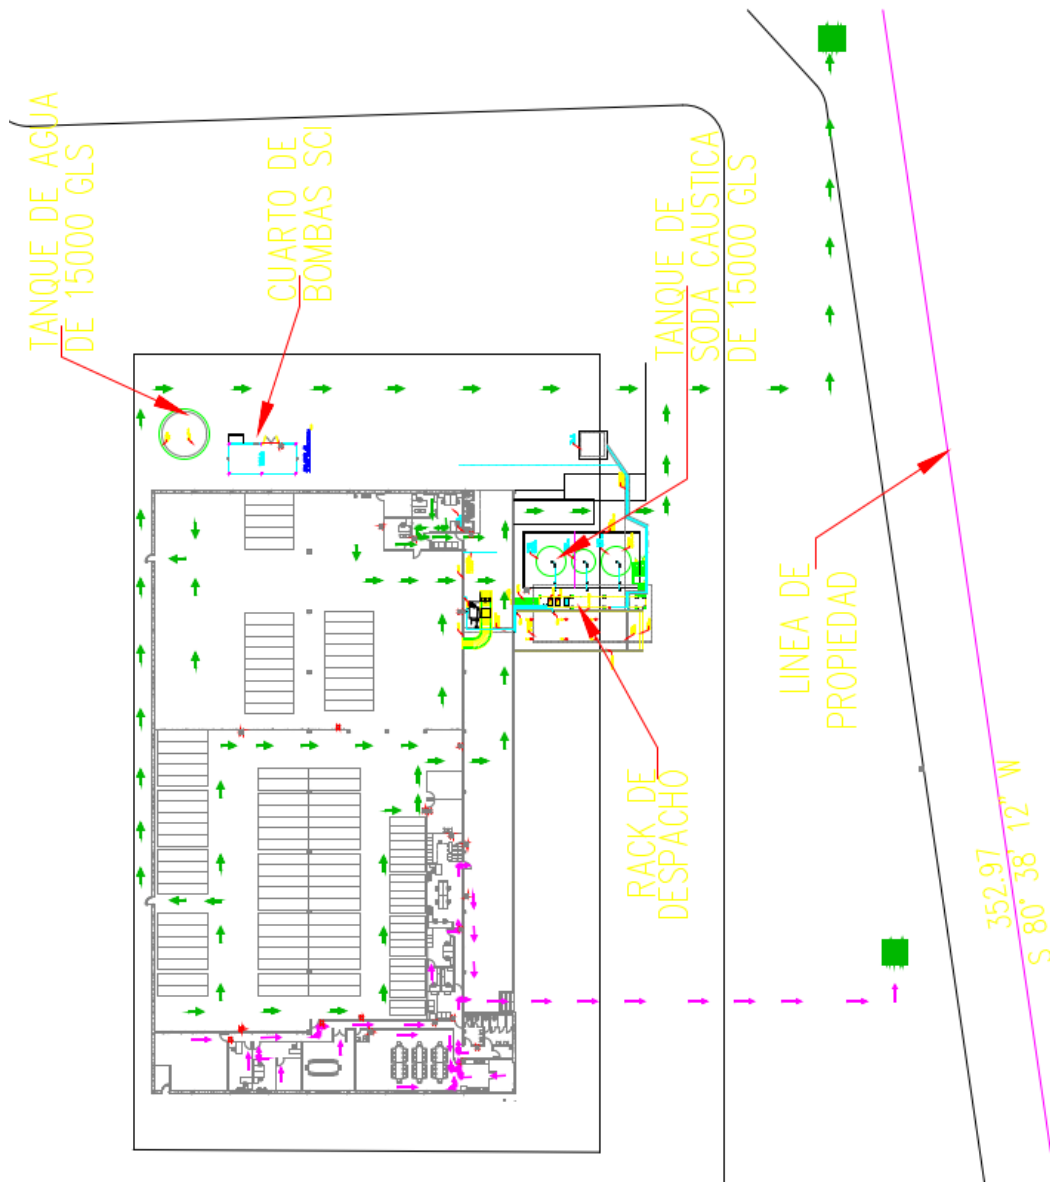 TANQUE DE AGUA
DE 15000 GLS
CUARTO DE
BOMBAS SCI
TANQUE DE
SODA CAUSTICA
DE 15000 GLS
LINEA DE
PROPIEDAD
RACK DE
DESPACHO
352.97
S 80° 38' 12" W